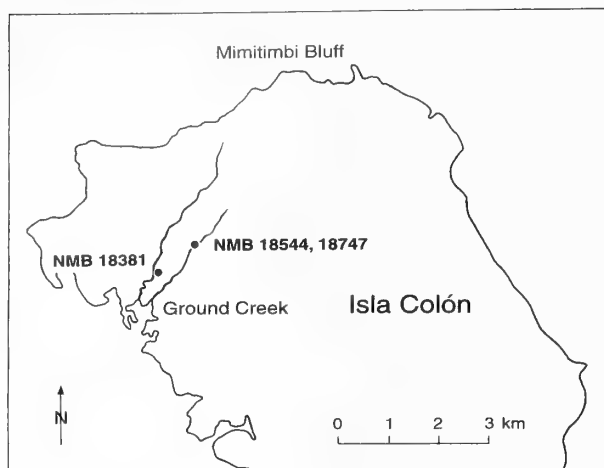 Mimitimbi Bluff
NMB 18544, 18747
NMB 18381
Ground Creek
Isla Colón
N
0 1 2 3 km